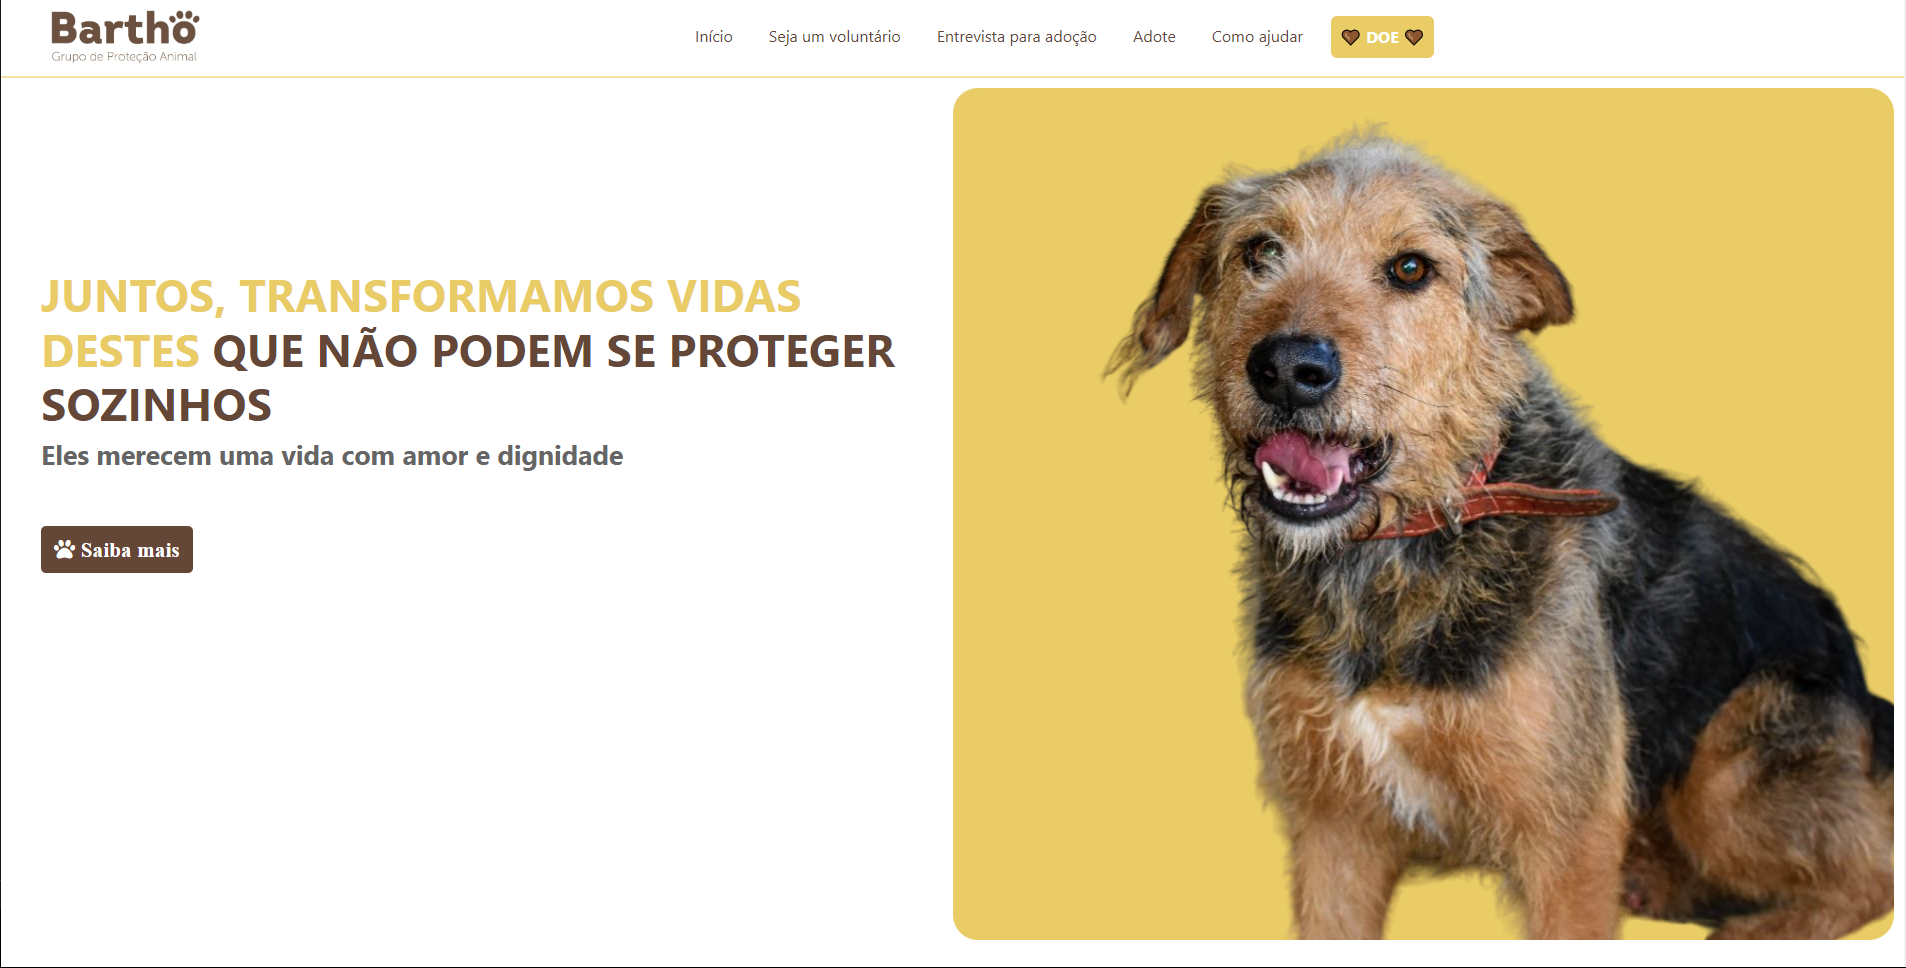 Bartho
Grupo de Proteção Animal
Início Seja um voluntário Entrevista para adoção Adote Como ajudar DOE
JUNTOS, TRANSFORMAMOS VIDAS
DESTES QUE NÃO PODEM SE PROTEGER
SOZINHOS
Eles merecem uma vida com amor e dignidade
Saiba mais